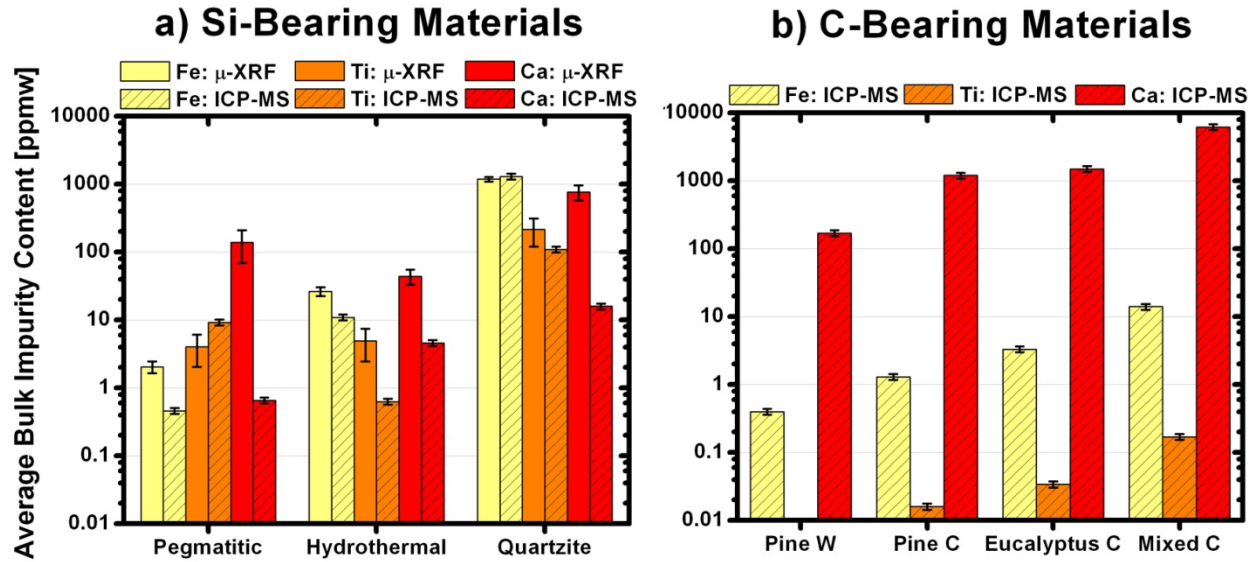 a) Si-Bearing Materials
Fe: μ-XRF Ti: μ-XRF Ca: μ-XRF
Fe: ICP-MS Ti: ICP-MS Ca: ICP-MS
Average Bulk Impurity Content [ppmw]
10000
1000
100
10
1
0.1
0.01
Pegmatitic Hydrothermal Quartzite
b) C-Bearing Materials
Fe: ICP-MS Ti: ICP-MS Ca: ICP-MS
10000
1000
100
10
1
0.1
0.01
Pine W Pine C Eucalyptus C Mixed C